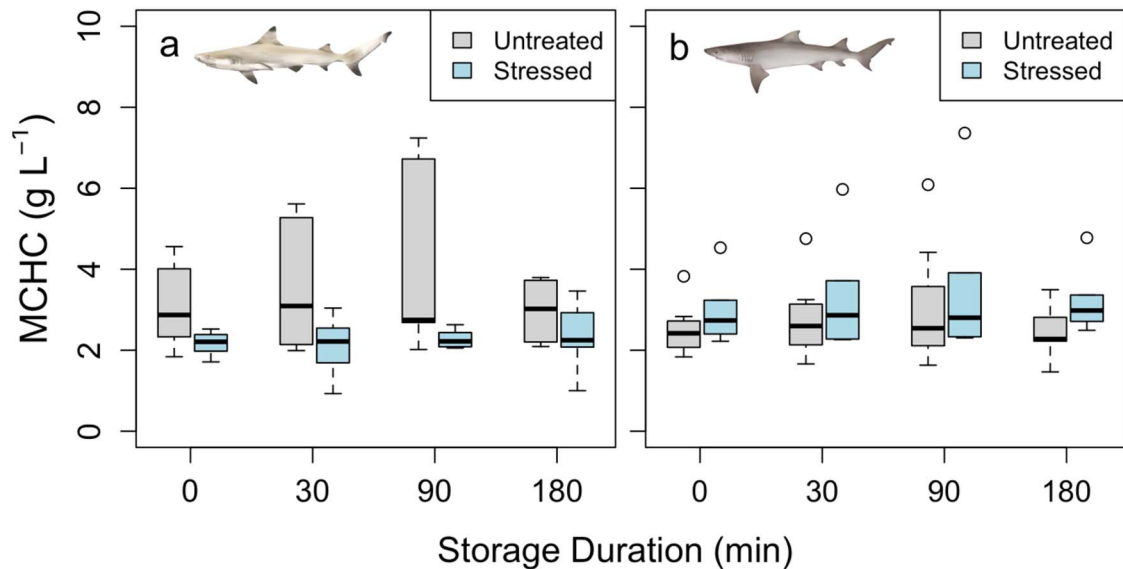 a
Untreated
Stressed
b
Untreated
Stressed
MCHC (g L⁻¹)
10
8
6
4
2
0
0 30 90 180
0 30 90 180
Storage Duration (min)